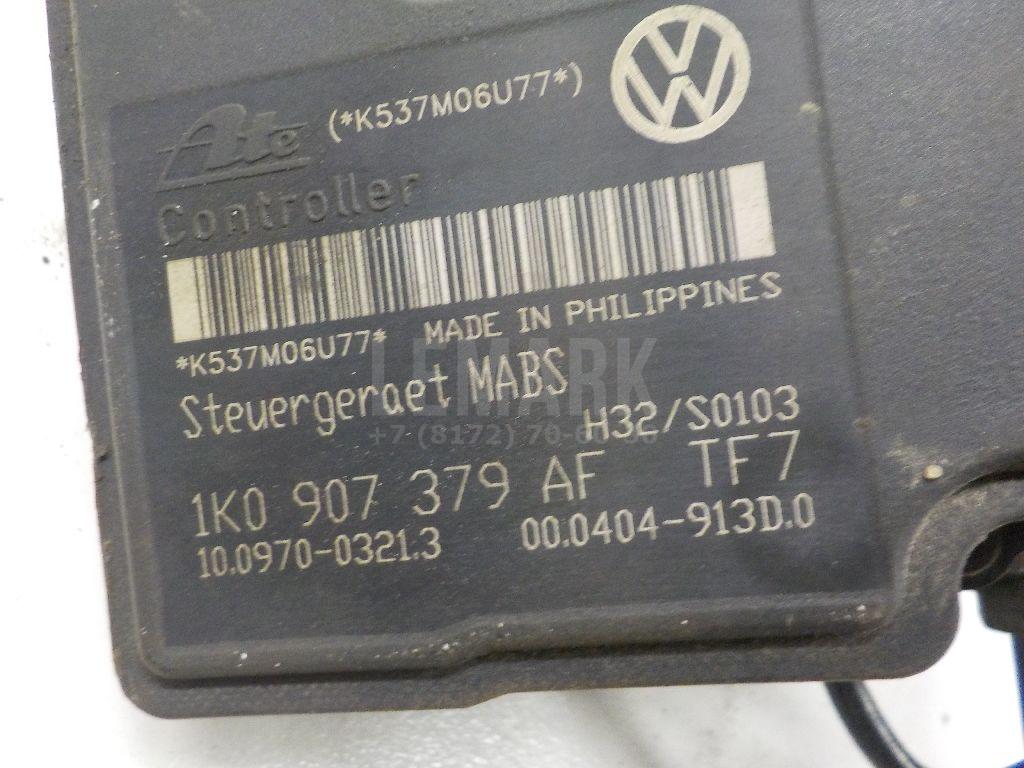 Ate (*K537M06U77*)
Controller
*K537M06U77* MADE IN PHILIPPINES
Steuergeraet MABS
H32/S0103
1K0 907 379 AF TF7
10.0970-0321.3 00.0404-913D.0
LEMARK